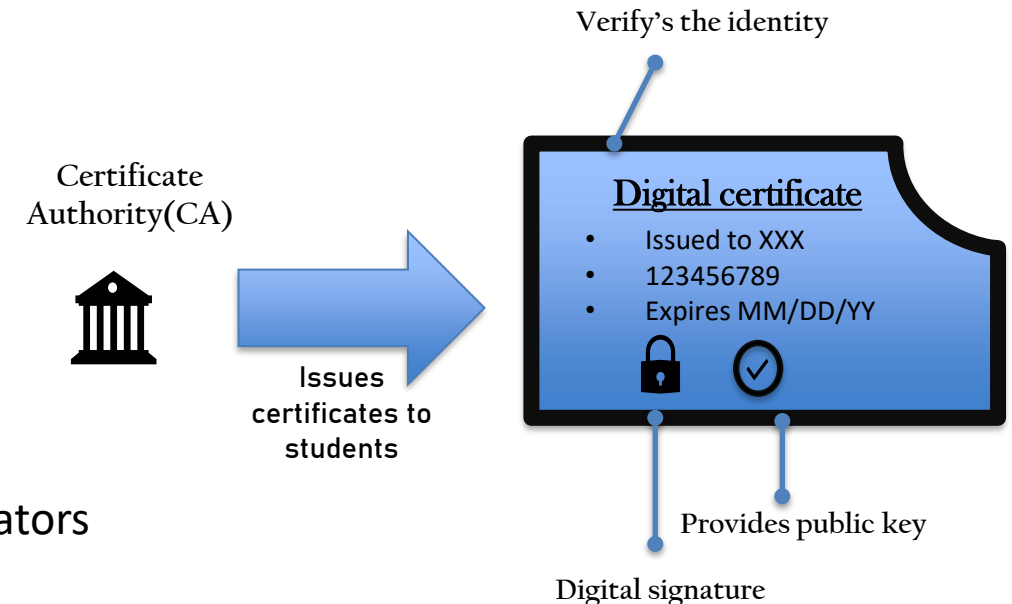 Verify’s the identity
Certificate
Authority(CA)
Digital certificate
• Issued to XXX
• 123456789
• Expires MM/DD/YY
Issues
certificates to
students
ators
Provides public key
Digital signature